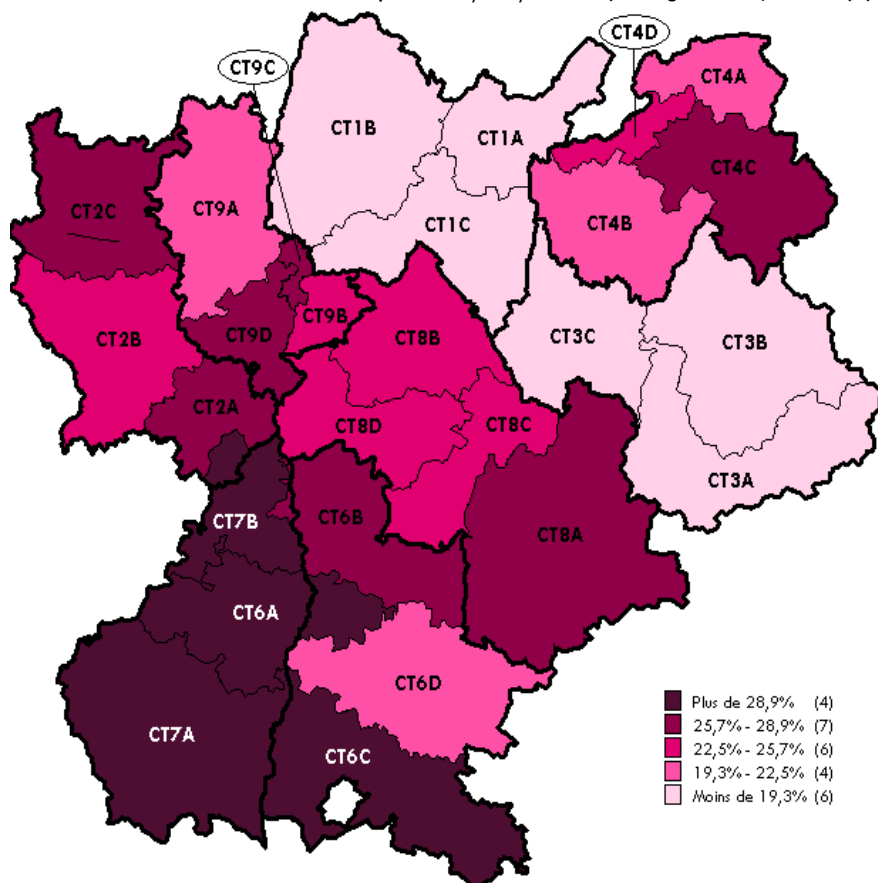 CT4D
CT9C
CT4A
CT1B
CT1A
CT4C
CT2C
CT9A
CT1C
CT4B
CT9B
CT2B
CT9D
CT8B
CT3C
CT3B
CT2A
CT8D
CT8C
CT3A
CT7B
CT6B
CT8A
CT6A
CT6D
CT7A
CT6C
Plus de 28,9% (4)
25,7% - 28,9% (7)
22,5% - 25,7% (6)
19,3% - 22,5% (4)
Moins de 19,3% (6)